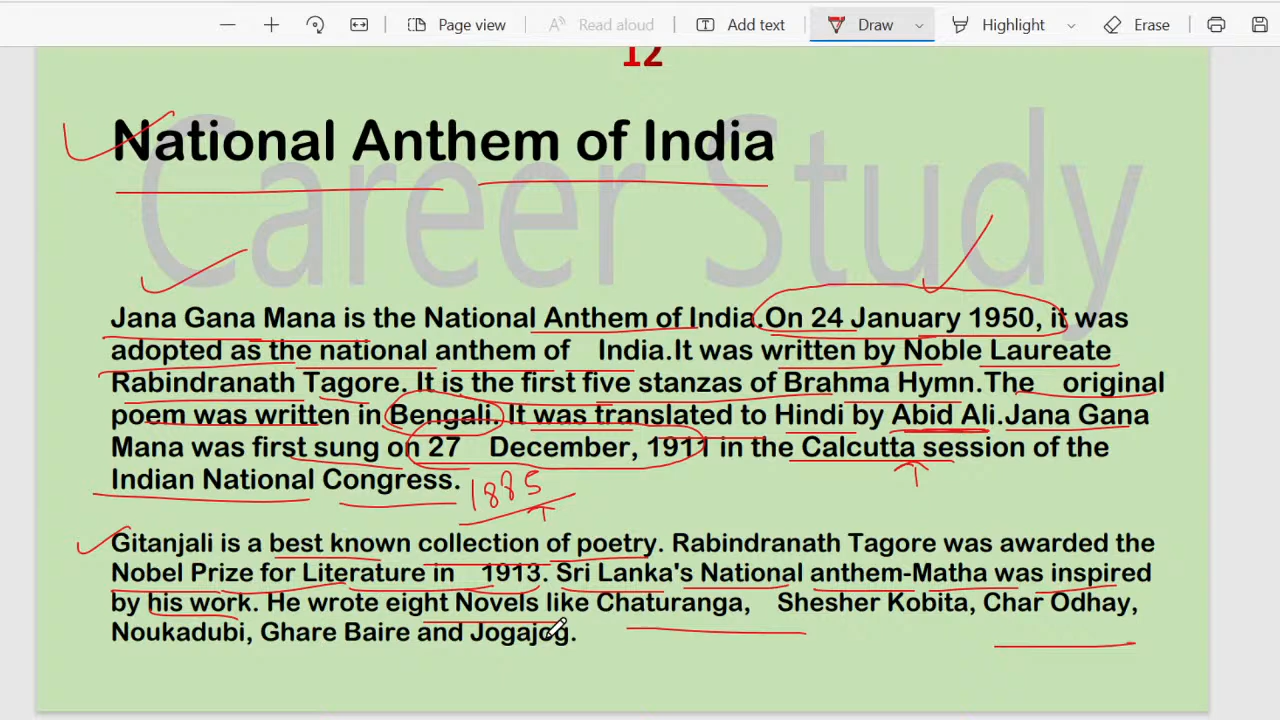 Page view Read aloud Add text Draw Highlight Erase
12
National Anthem of India
Career Study
Jana Gana Mana is the National Anthem of India.On 24 January 1950, it was
adopted as the national anthem of India.It was written by Noble Laureate
Rabindranath Tagore. It is the first five stanzas of Brahma Hymn.The original
poem was written in Bengali. It was translated to Hindi by Abid Ali.Jana Gana
Mana was first sung on 27 December, 1911 in the Calcutta session of the
Indian National Congress.
1885
Gitanjali is a best known collection of poetry. Rabindranath Tagore was awarded the
Nobel Prize for Literature in 1913. Sri Lanka's National anthem-Matha was inspired
by his work. He wrote eight Novels like Chaturanga, Shesher Kobita, Char Odhay,
Noukadubi, Ghare Baire and Jogajog.